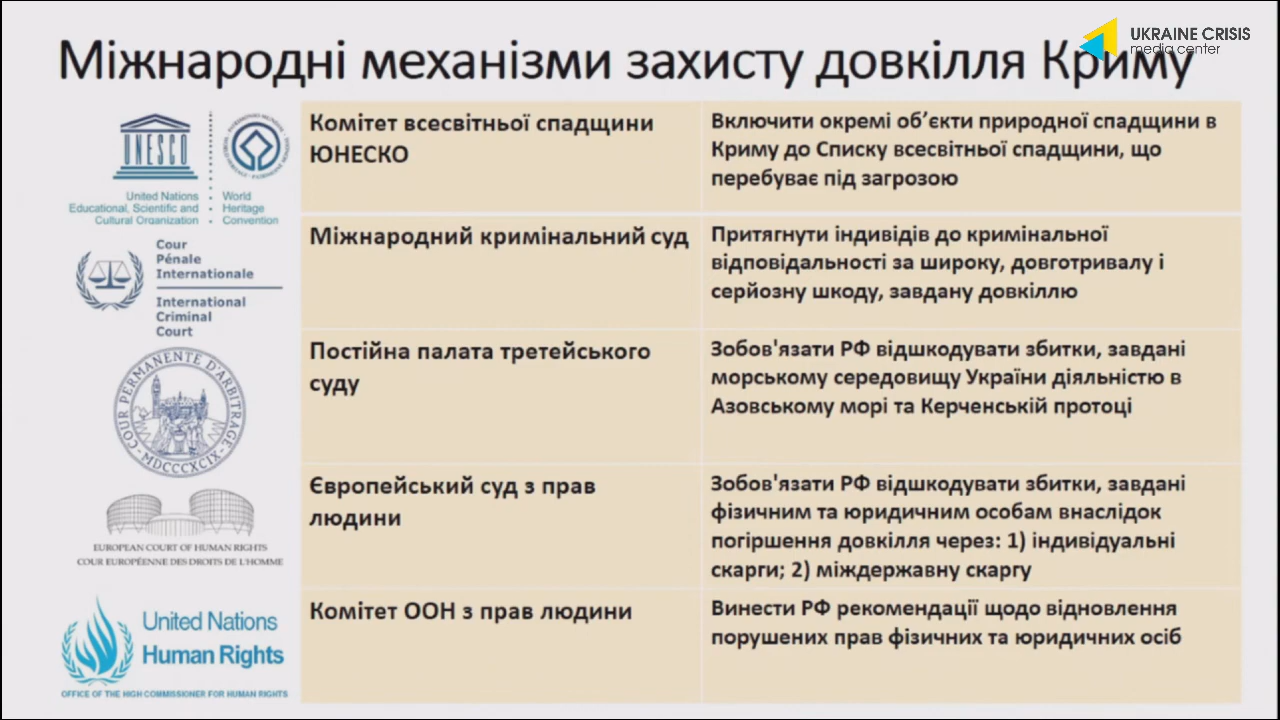 UKRAINE CRISIS
media center
Міжнародні механізми захисту довкілля Криму
UNESCO
United Nations
Educational, Scientific and
Cultural Organization
World
Heritage
Convention
Комітет всесвітньої спадщини
ЮНЕСКО
Включити окремі об’єкти природної спадщини в
Криму до Списку всесвітньої спадщини, що
перебуває під загрозою
Cour
Pénale
Internationale
International
Criminal
Court
Міжнародний кримінальний суд
Притягнути індивідів до кримінальної
відповідальності за широку, довготривалу і
серйозну шкоду, завдану довкіллю
COUR PERMANENTE D'ARBITRAGE
MDCCCXCIX
Постійна палата третейського
суду
Зобов'язати РФ відшкодувати збитки, завдані
морському середовищу України діяльністю в
Азовському морі та Керченській протоці
EUROPEAN COURT OF HUMAN RIGHTS
COUR EUROPÉENNE DES DROITS DE L'HOMME
Європейський суд з прав
людини
Зобов'язати РФ відшкодувати збитки, завдані
фізичним та юридичним особам внаслідок
погіршення довкілля через: 1) індивідуальні
скарги; 2) міждержавну скаргу
United Nations
Human Rights
OFFICE OF THE HIGH COMMISSIONER FOR HUMAN RIGHTS
Комітет ООН з прав людини
Винести РФ рекомендації щодо відновлення
порушених прав фізичних та юридичних осіб